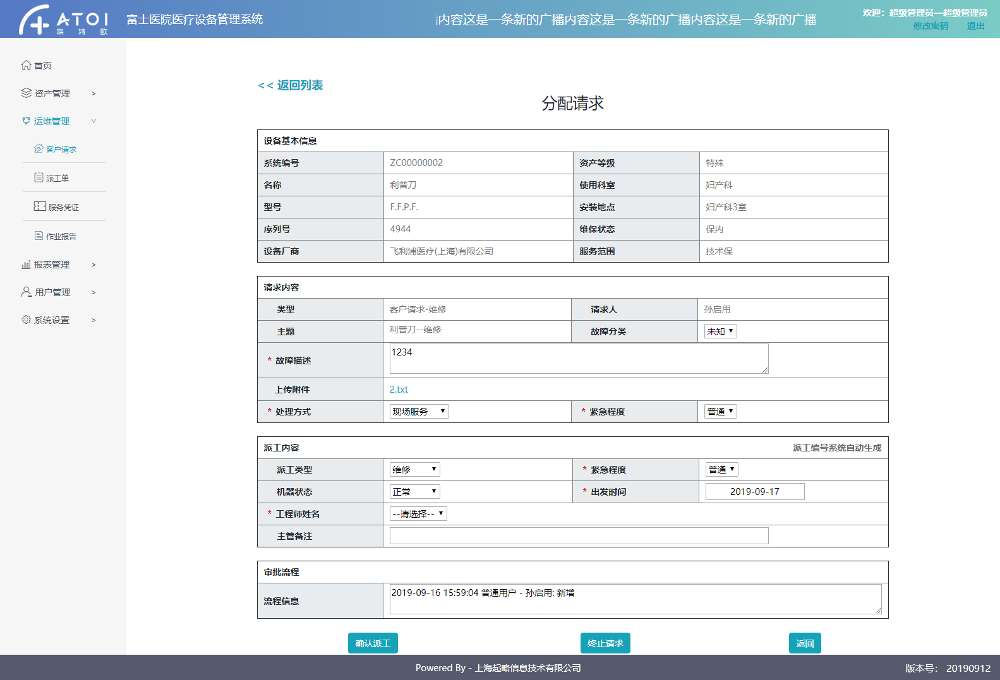 ATOI
埃 特 欧
富士医院医疗设备管理系统
内容这是一条新的广播内容这是一条新的广播内容这是一条新的广播
欢迎：超级管理员—超级管理员
修改密码 退出
首页
资产管理 >
运维管理 v
客户请求
派工单
服务凭证
作业报告
报表管理 >
用户管理 >
系统设置 >
<< 返回列表
分配请求
设备基本信息
系统编号 ZC00000002 资产等级 特殊
名称 利普刀 使用科室 妇产科
型号 F.F.P.F. 安装地点 妇产科3室
序列号 4944 维保状态 保内
设备厂商 飞利浦医疗(上海)有限公司 服务范围 技术保
请求内容
类型 客户请求-维修 请求人 孙启用
主题 利普刀--维修 故障分类 未知
* 故障描述 1234
上传附件 2.txt
* 处理方式 现场服务 * 紧急程度 普通
派工内容 派工编号系统自动生成
派工类型 维修 * 紧急程度 普通
机器状态 正常 * 出发时间 2019-09-17
* 工程师姓名 --请选择--
主管备注
审批流程
流程信息 2019-09-16 15:59:04 普通用户 - 孙启用: 新增
确认派工 终止请求 返回
Powered By - 上海起略信息技术有限公司
版本号： 20190912